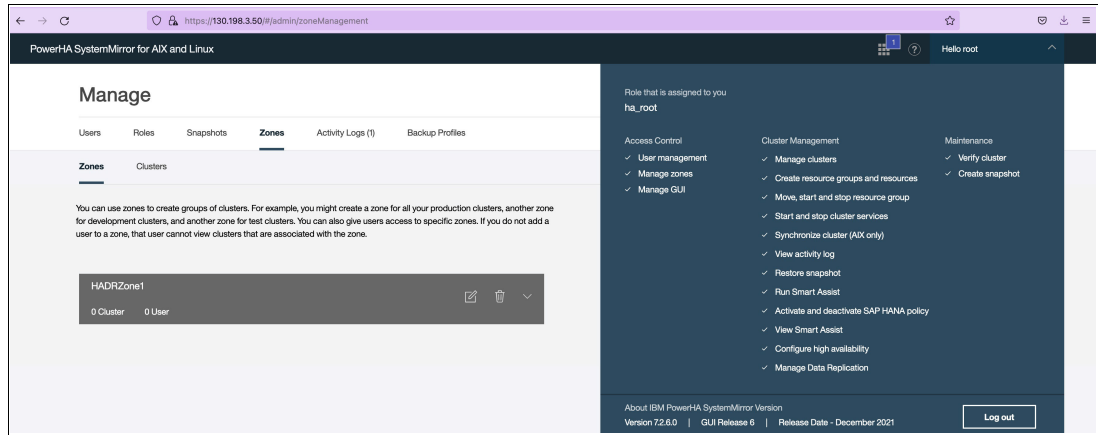 https://130.198.3.50/#/admin/zoneManagement
PowerHA SystemMirror for AIX and Linux
1
?
Hello root
Manage
Users Roles Snapshots Zones Activity Logs (1) Backup Profiles
Zones Clusters
You can use zones to create groups of clusters. For example, you might create a zone for all your production clusters, another zone
for development clusters, and another zone for test clusters. You can also give users access to specific zones. If you do not add a
user to a zone, that user cannot view clusters that are associated with the zone.
HADRZone1
0 Cluster 0 User
Role that is assigned to you
ha_root
Access Control
User management
Manage zones
Manage GUI
Cluster Management
Manage clusters
Create resource groups and resources
Move, start and stop resource group
Start and stop cluster services
Synchronize cluster (AIX only)
View activity log
Restore snapshot
Run Smart Assist
Activate and deactivate SAP HANA policy
View Smart Assist
Configure high availability
Manage Data Replication
Maintenance
Verify cluster
Create snapshot
About IBM PowerHA SystemMirror Version
Version 7.2.6.0 | GUI Release 6 | Release Date - December 2021
Log out